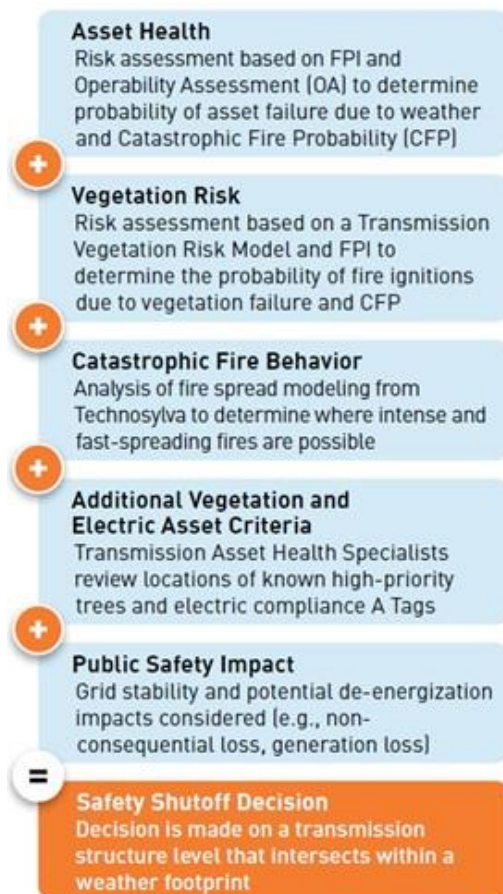 Asset Health
Risk assessment based on FPI and
Operability Assessment (OA) to determine
probability of asset failure due to weather
and Catastrophic Fire Probability (CFP)
+
Vegetation Risk
Risk assessment based on a Transmission
Vegetation Risk Model and FPI to
determine the probability of fire ignitions
due to vegetation failure and CFP
+
Catastrophic Fire Behavior
Analysis of fire spread modeling from
Technosylva to determine where intense and
fast-spreading fires are possible
+
Additional Vegetation and
Electric Asset Criteria
Transmission Asset Health Specialists
review locations of known high-priority
trees and electric compliance A Tags
+
Public Safety Impact
Grid stability and potential de-energization
impacts considered (e.g., non-
consequential loss, generation loss)
=
Safety Shutoff Decision
Decision is made on a transmission
structure level that intersects within a
weather footprint